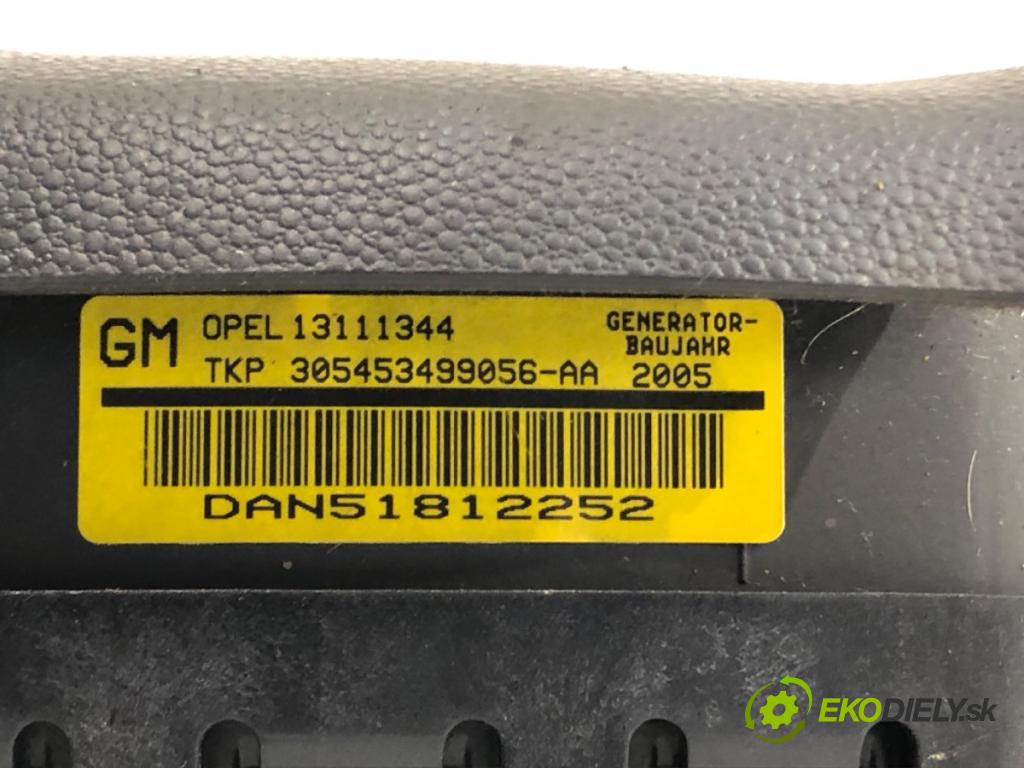 GM OPEL 13111344 GENERATOR-
BAUJAHR
TKP 305453499056-AA 2005
DAN51812252
EKODIELY.sk